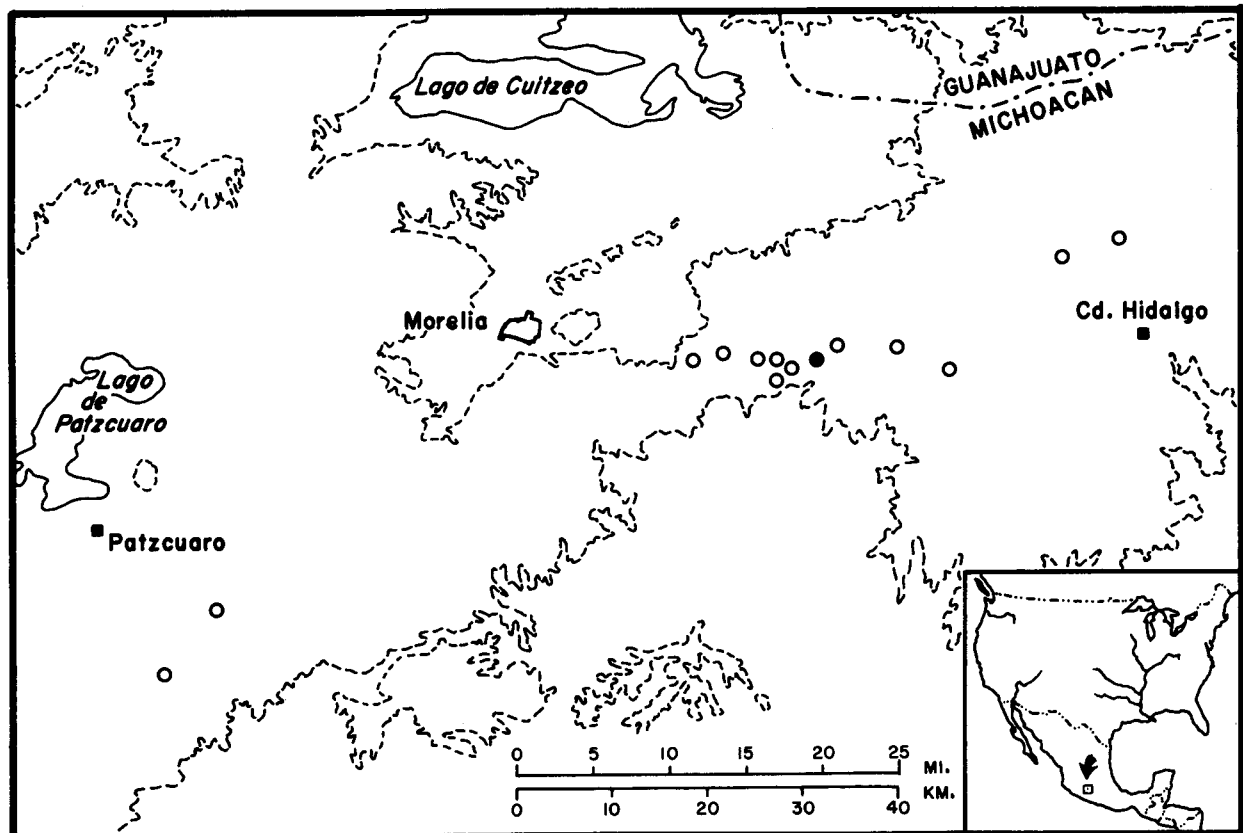 Lago de Cuitzeo
GUANAJUATO
MICHOACAN
Cd. Hidalgo
Morelia
Lago
de
Patzcuaro
Patzcuaro
0 5 10 15 20 25
MI.
KM.
0 10 20 30 40